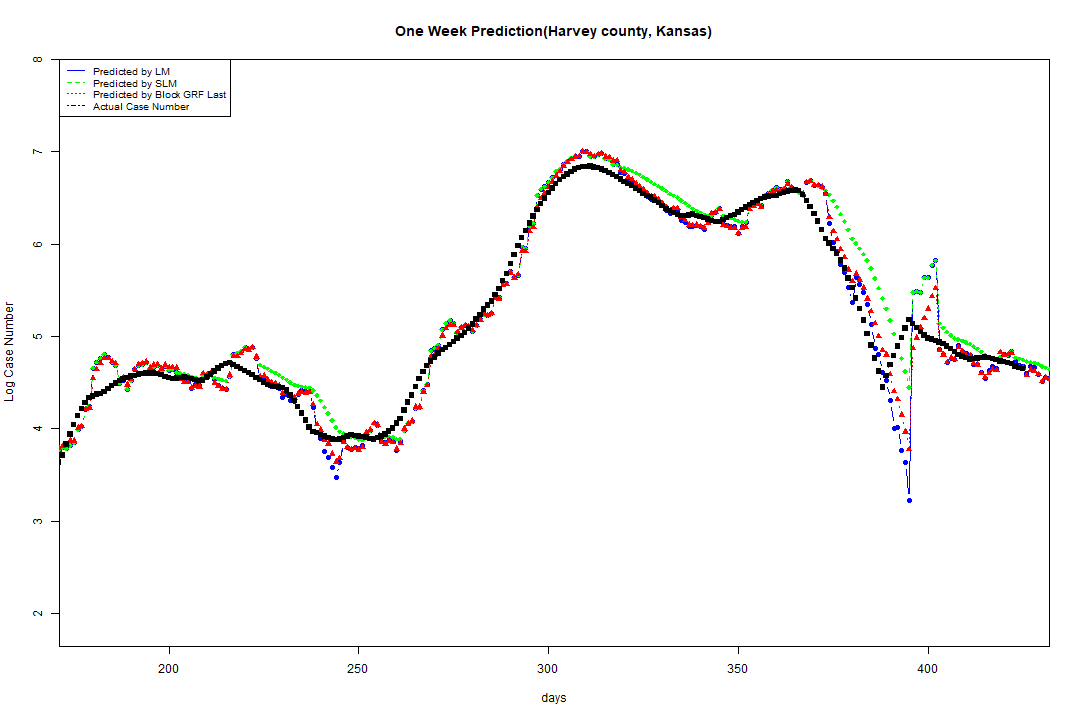 One Week Prediction(Harvey county, Kansas)
Predicted by LM
Predicted by SLM
Predicted by Block GRF Last
Actual Case Number
8
7
6
5
4
3
2
Log Case Number
200 250 300 350 400
days